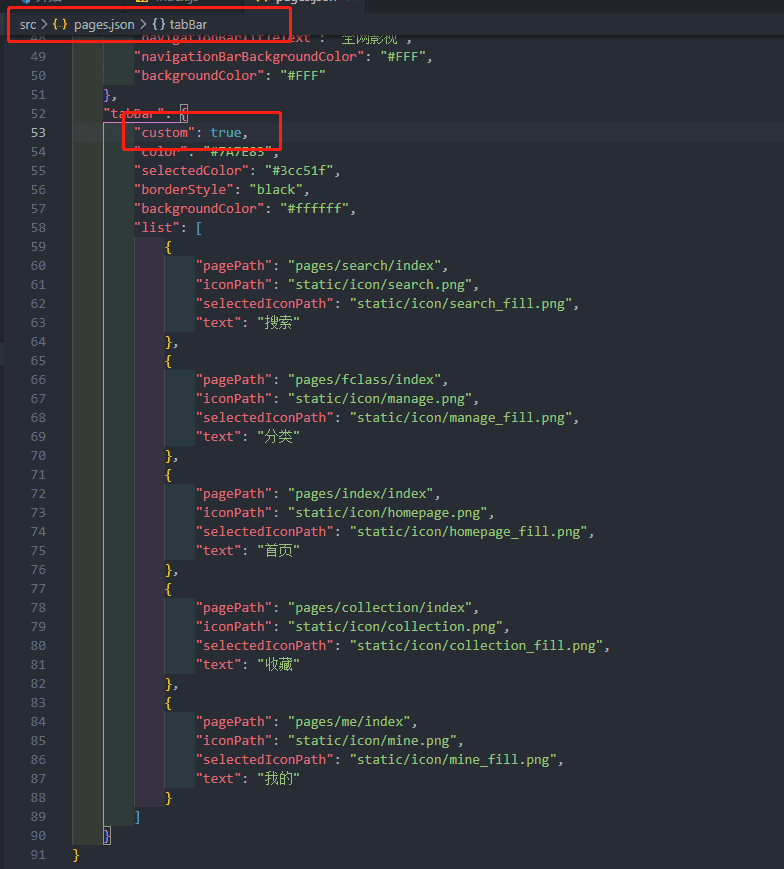 pages.json
src > {..} pages.json > {} tabBar
48 "navigationBarTitleText": "全网影视",
49 "navigationBarBackgroundColor": "#FFF",
50 "backgroundColor": "#FFF"
51 },
52 "tabBar": {
53 "custom": true,
54 "color": "#7A7E83",
55 "selectedColor": "#3cc51f",
56 "borderStyle": "black",
57 "backgroundColor": "#ffffff",
58 "list": [
59 {
60 "pagePath": "pages/search/index",
61 "iconPath": "static/icon/search.png",
62 "selectedIconPath": "static/icon/search_fill.png",
63 "text": "搜索"
64 },
65 {
66 "pagePath": "pages/fclass/index",
67 "iconPath": "static/icon/manage.png",
68 "selectedIconPath": "static/icon/manage_fill.png",
69 "text": "分类"
70 },
71 {
72 "pagePath": "pages/index/index",
73 "iconPath": "static/icon/homepage.png",
74 "selectedIconPath": "static/icon/homepage_fill.png",
75 "text": "首页"
76 },
77 {
78 "pagePath": "pages/collection/index",
79 "iconPath": "static/icon/collection.png",
80 "selectedIconPath": "static/icon/collection_fill.png",
81 "text": "收藏"
82 },
83 {
84 "pagePath": "pages/me/index",
85 "iconPath": "static/icon/mine.png",
86 "selectedIconPath": "static/icon/mine_fill.png",
87 "text": "我的"
88 }
89 ]
90 }
91 }